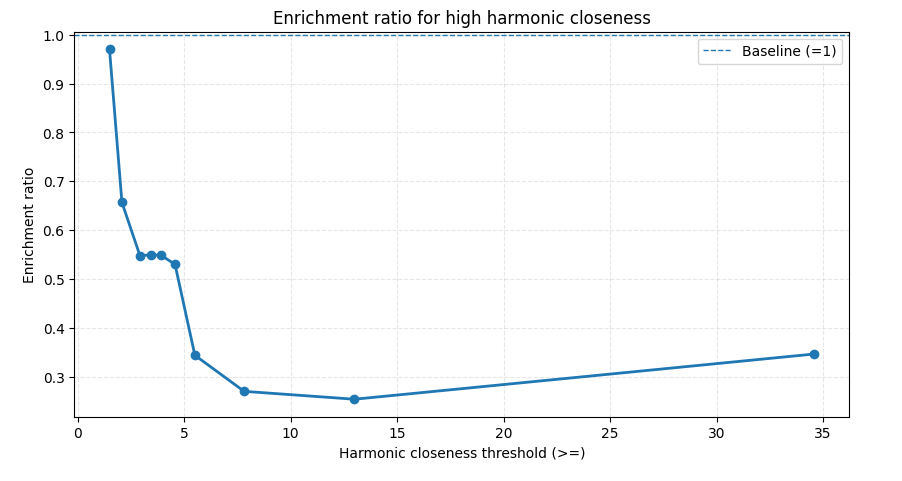 Enrichment ratio for high harmonic closeness
Baseline (=1)
Enrichment ratio
1.0
0.9
0.8
0.7
0.6
0.5
0.4
0.3
0 5 10 15 20 25 30 35
Harmonic closeness threshold (>=)